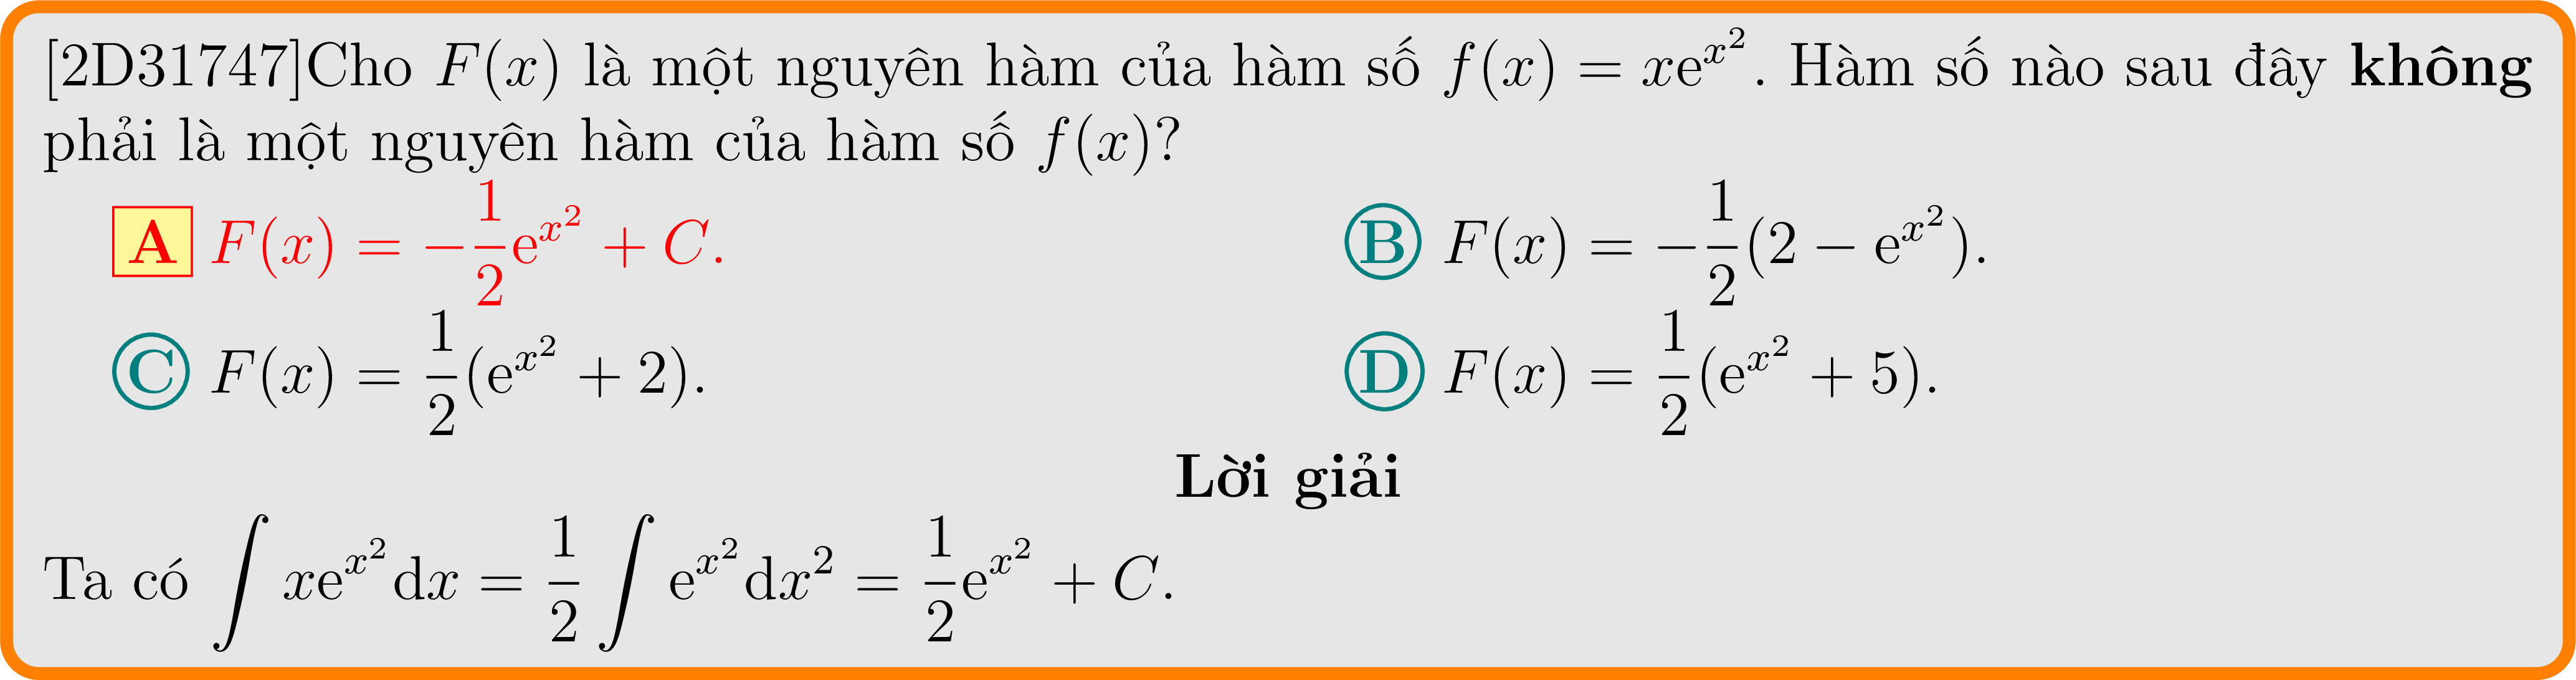 [2D31747]Cho F(x) là một nguyên hàm của hàm số f(x) = xe^{x^2}. Hàm số nào sau đây không
phải là một nguyên hàm của hàm số f(x)?
A F(x) = -\frac{1}{2}e^{x^2} + C. B F(x) = -\frac{1}{2}(2 - e^{x^2}).
C F(x) = \frac{1}{2}(e^{x^2} + 2). D F(x) = \frac{1}{2}(e^{x^2} + 5).
Lời giải
Ta có \int xe^{x^2}dx = \frac{1}{2}\int e^{x^2}dx^2 = \frac{1}{2}e^{x^2} + C.